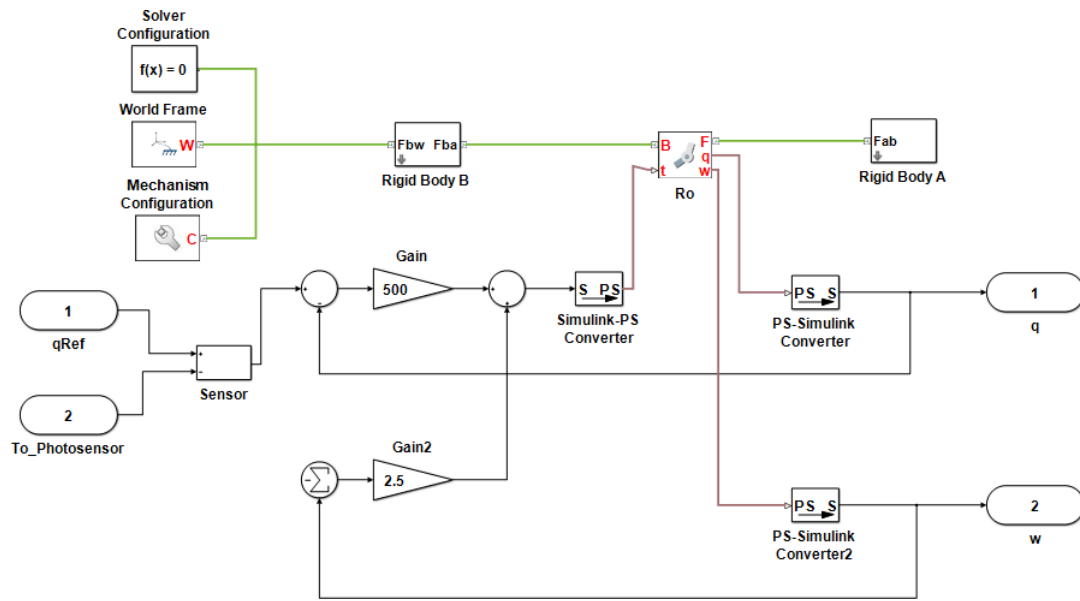 Solver
Configuration
f(x) = 0
World Frame
W
Fbw Fba
Rigid Body B
B F
q
t w
Ro
Fab
Rigid Body A
Mechanism
Configuration
C
Gain
500
+
-
+
+
S PS
Simulink-PS
Converter
PS S
PS-Simulink
Converter
1
q
1
qRef
+
-
Sensor
2
To_Photosensor
Gain2
- Σ
2.5
PS S
PS-Simulink
Converter2
2
w